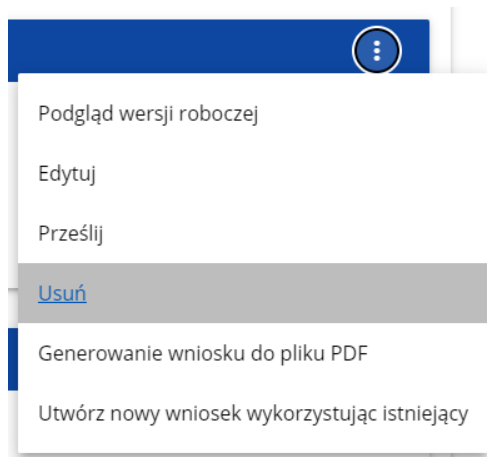 Podgląd wersji roboczej
Edytuj
Prześlij
Usuń
Generowanie wniosku do pliku PDF
Utwórz nowy wniosek wykorzystując istniejący